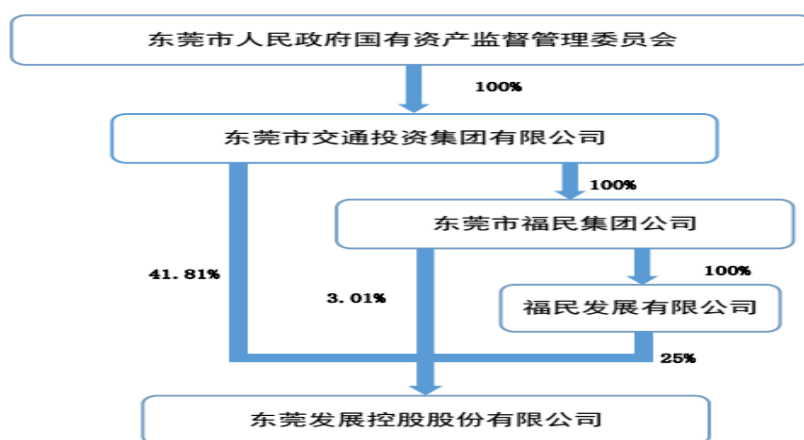 东莞市人民政府国有资产监督管理委员会
100%
东莞市交通投资集团有限公司
100%
东莞市福民集团公司
41.81%
3.01%
100%
福民发展有限公司
25%
东莞发展控股股份有限公司